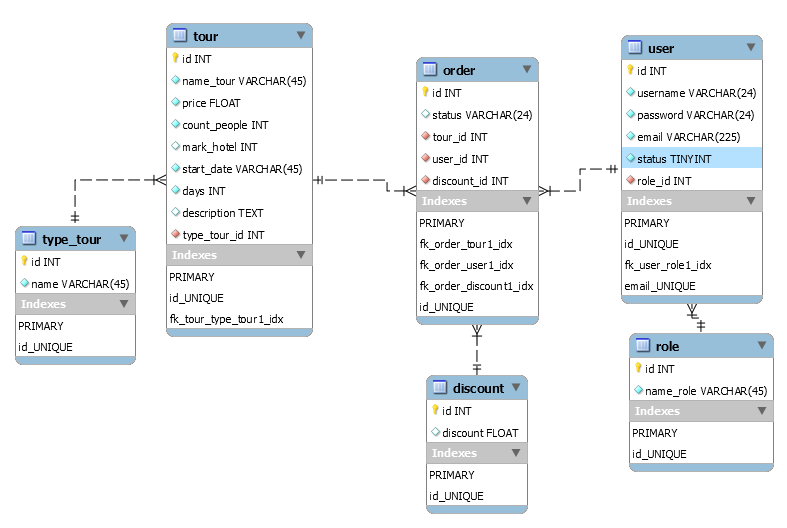 tour
id INT
name_tour VARCHAR(45)
price FLOAT
count_people INT
mark_hotel INT
start_date VARCHAR(45)
days INT
description TEXT
type_tour_id INT
Indexes
PRIMARY
id_UNIQUE
fk_tour_type_tour1_idx
type_tour
id INT
name VARCHAR(45)
Indexes
PRIMARY
id_UNIQUE
order
id INT
status VARCHAR(24)
tour_id INT
user_id INT
discount_id INT
Indexes
PRIMARY
fk_order_tour1_idx
fk_order_user1_idx
fk_order_discount1_idx
id_UNIQUE
discount
id INT
discount FLOAT
Indexes
PRIMARY
id_UNIQUE
user
id INT
username VARCHAR(24)
password VARCHAR(24)
email VARCHAR(225)
status TINYINT
role_id INT
Indexes
PRIMARY
id_UNIQUE
fk_user_role1_idx
email_UNIQUE
role
id INT
name_role VARCHAR(45)
Indexes
PRIMARY
id_UNIQUE